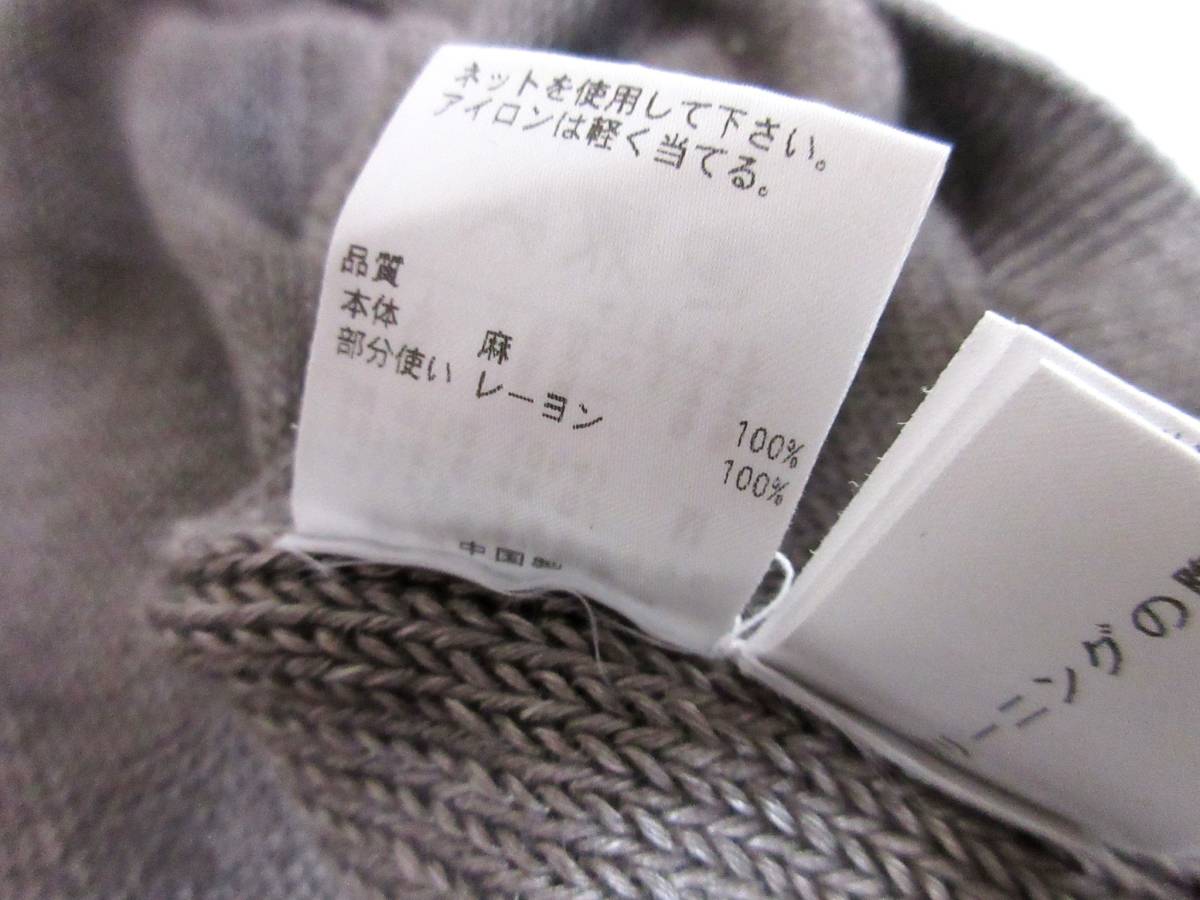 ネットを使用して下さい。
アイロンは軽く当てる。
品質
本体 麻 100%
部分使い レーヨン 100%
中国製
ーニングの